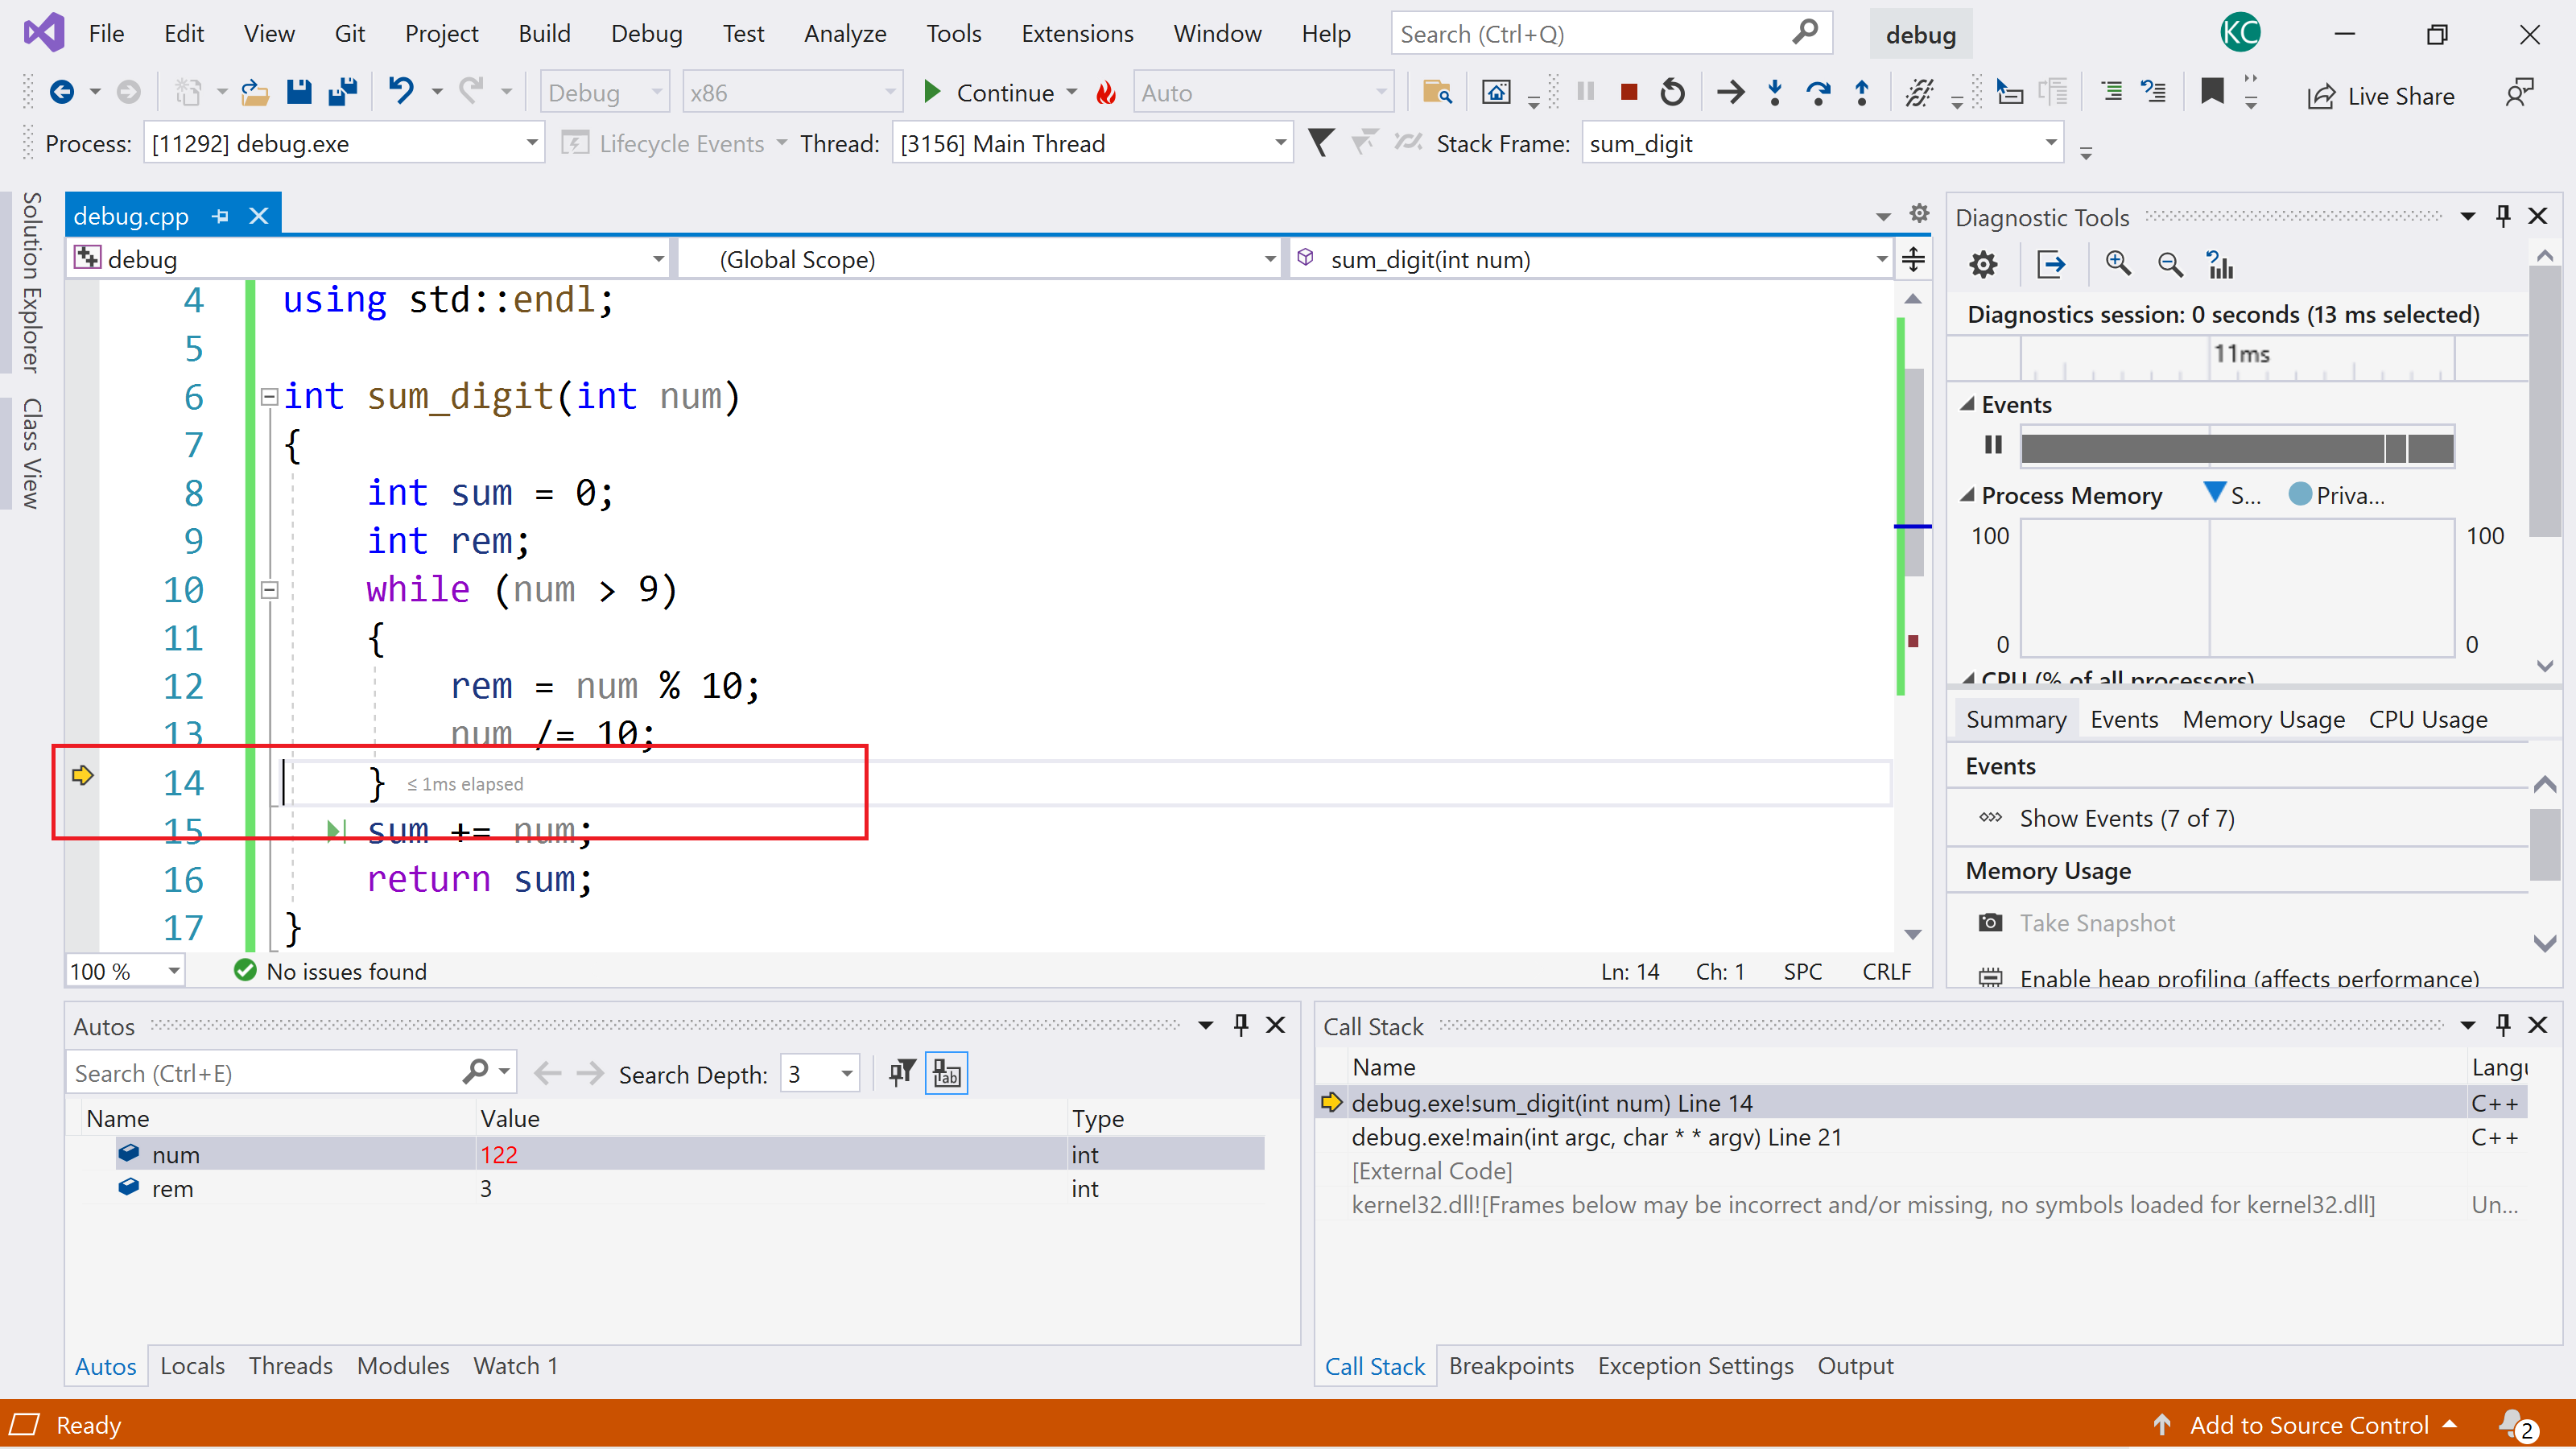 File Edit View Git Project Build Debug Test Analyze Tools Extensions Window Help Search (Ctrl+Q) debug KC
Debug x86 Continue Auto Live Share
Process: [11292] debug.exe Lifecycle Events Thread: [3156] Main Thread Stack Frame: sum_digit
Solution Explorer
Class View
debug.cpp
debug (Global Scope) sum_digit(int num)
4 using std::endl;
5
6 int sum_digit(int num)
7 {
8 int sum = 0;
9 int rem;
10 while (num > 9)
11 {
12 rem = num % 10;
13 num /= 10;
14 } ≤ 1ms elapsed
15 sum += num;
16 return sum;
17 }
100 % No issues found Ln: 14 Ch: 1 SPC CRLF
Diagnostic Tools
Diagnostics session: 0 seconds (13 ms selected)
11ms
Events
Process Memory S... Priva...
100 100
0 0
CPU (% of all processors)
Summary Events Memory Usage CPU Usage
Events
Show Events (7 of 7)
Memory Usage
Take Snapshot
Enable heap profiling (affects performance)
Autos
Search (Ctrl+E) Search Depth: 3
Name Value Type
num 122 int
rem 3 int
Autos Locals Threads Modules Watch 1
Call Stack
Name Langu
debug.exe!sum_digit(int num) Line 14 C++
debug.exe!main(int argc, char * * argv) Line 21 C++
[External Code]
kernel32.dll![Frames below may be incorrect and/or missing, no symbols loaded for kernel32.dll] Un...
Call Stack Breakpoints Exception Settings Output
Ready Add to Source Control 2